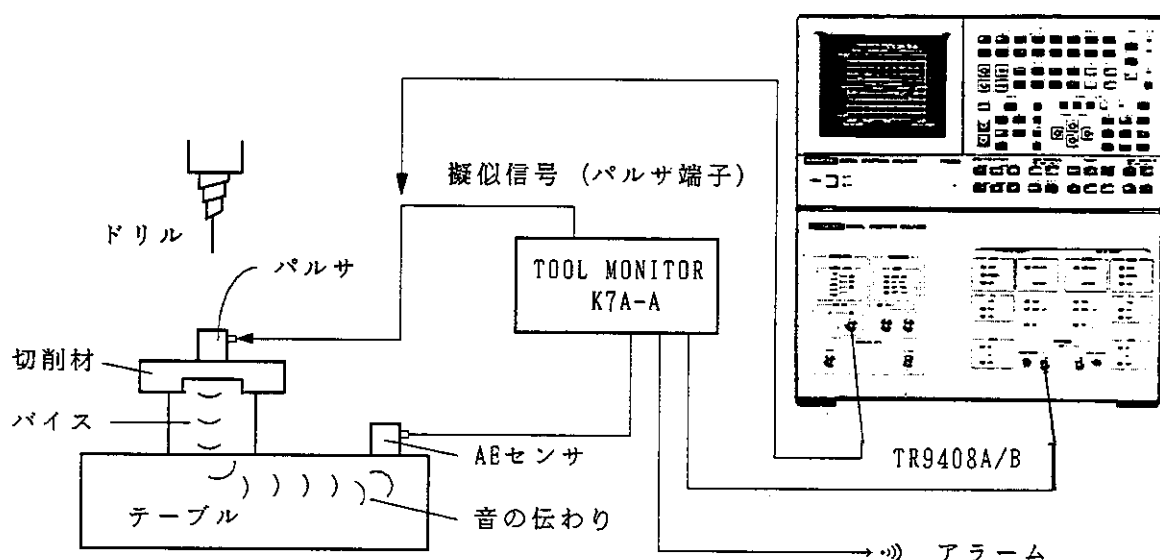 擬似信号 (パルサ端子)
ドリル
パルサ
TOOL MONITOR
K7A-A
切削材
バイス
AEセンサ
TR9408A/B
テーブル
音の伝わり
アラーム